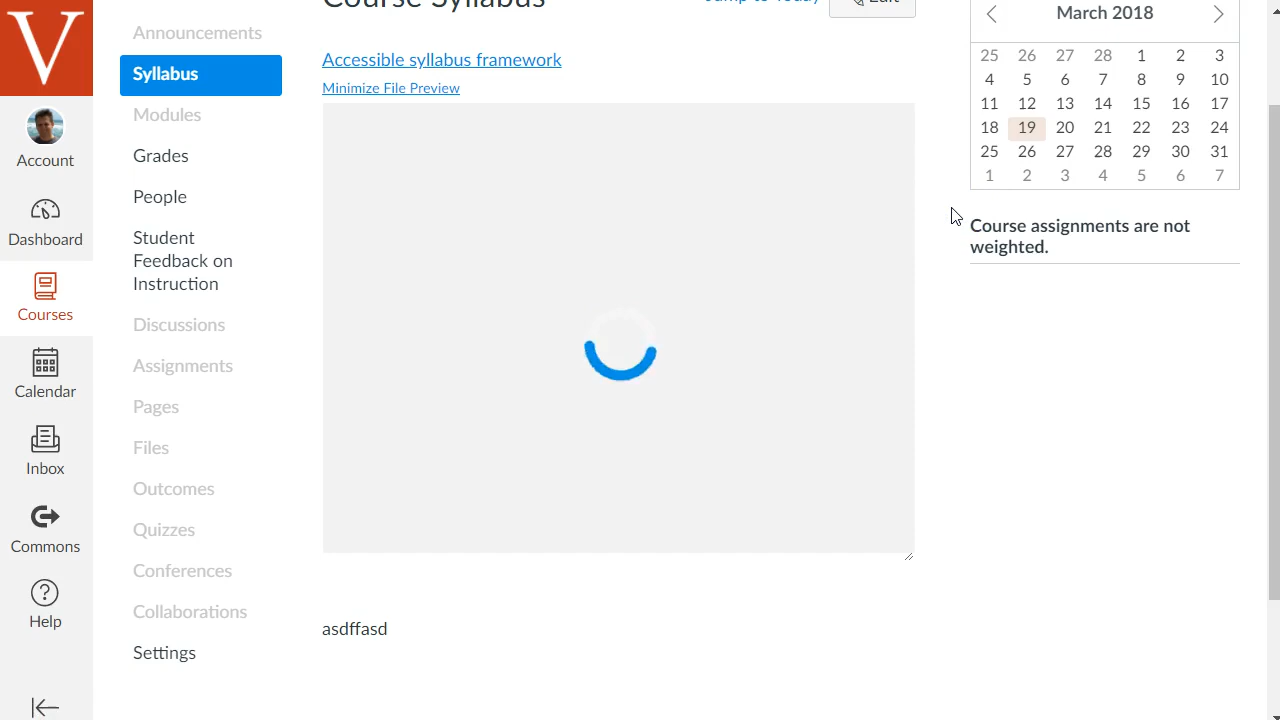 V
Account
Dashboard
Courses
Calendar
Inbox
Commons
Help
Announcements
Syllabus
Modules
Grades
People
Student
Feedback on
Instruction
Discussions
Assignments
Pages
Files
Outcomes
Quizzes
Conferences
Collaborations
Settings
Course Syllabus
Jump to Today
Edit
Accessible syllabus framework
Minimize File Preview
asdffasd
March 2018
25 26 27 28 1 2 3
4 5 6 7 8 9 10
11 12 13 14 15 16 17
18 19 20 21 22 23 24
25 26 27 28 29 30 31
1 2 3 4 5 6 7
Course assignments are not
weighted.